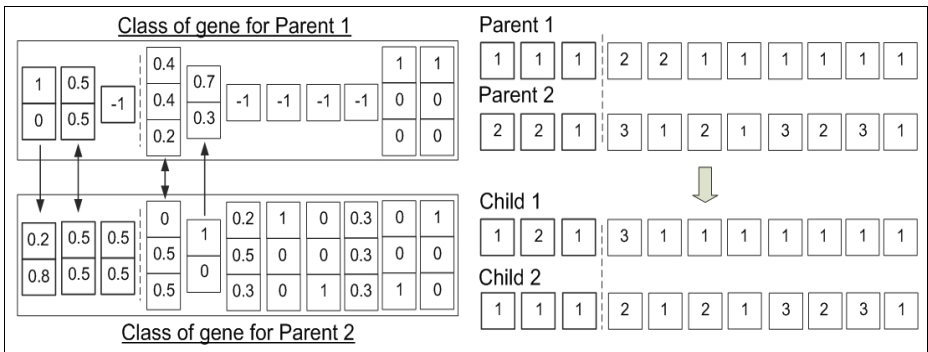 Class of gene for Parent 1
1 0.5 -1 0.4 0.7 -1 -1 -1 -1 1 1
0 0.5 0.4 0.3 0 0
0.2 0 0
0.2 0.5 0.5 0 1 0.2 1 0 0.3 0 1
0.8 0.5 0.5 0.5 0 0.5 0 0 0.3 0 0
0.5 0.3 0 1 0.3 1 0
Class of gene for Parent 2
Parent 1
1 1 1 2 2 1 1 1 1 1 1
Parent 2
2 2 1 3 1 2 1 3 2 3 1
Child 1
1 2 1 3 1 1 1 1 1 1 1
Child 2
1 1 1 2 1 2 1 3 2 3 1